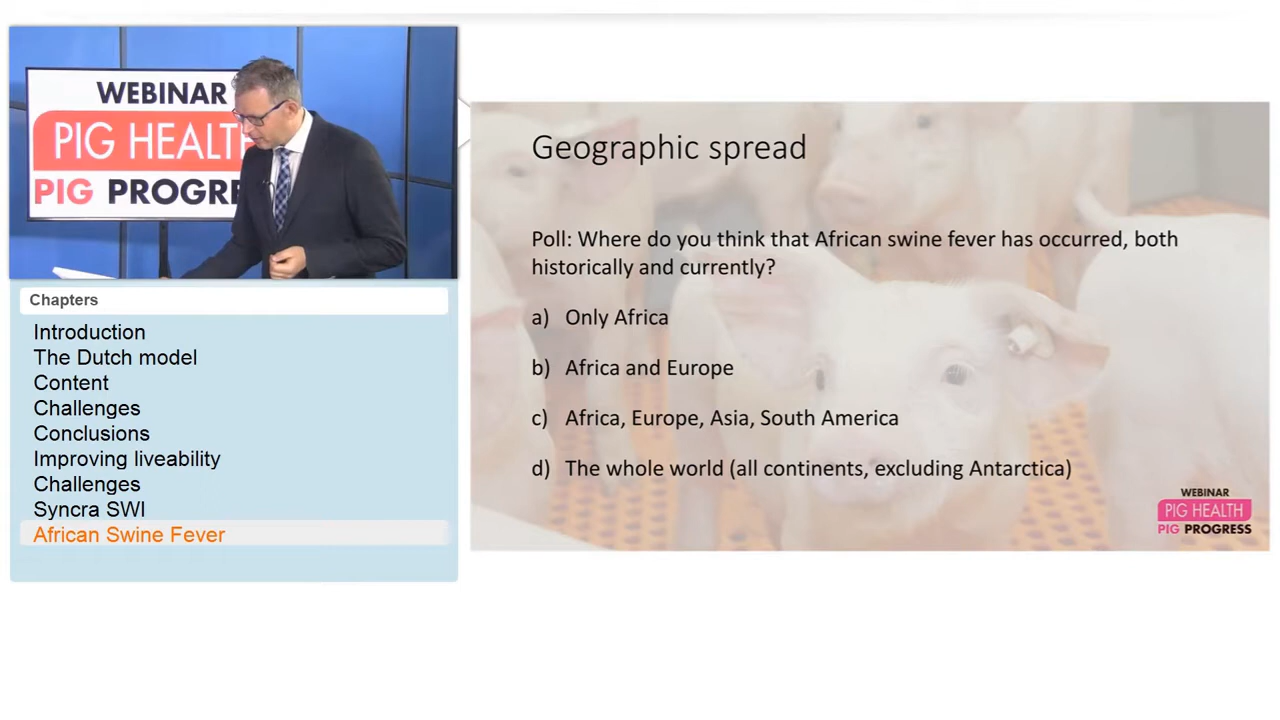 WEBINAR
PIG HEALTH
PIG PROGRE
Chapters
Introduction
The Dutch model
Content
Challenges
Conclusions
Improving liveability
Challenges
Syncra SWI
African Swine Fever
Geographic spread
Poll: Where do you think that African swine fever has occurred, both
historically and currently?
a) Only Africa
b) Africa and Europe
c) Africa, Europe, Asia, South America
d) The whole world (all continents, excluding Antarctica)
WEBINAR
PIG HEALTH
PIG PROGRESS